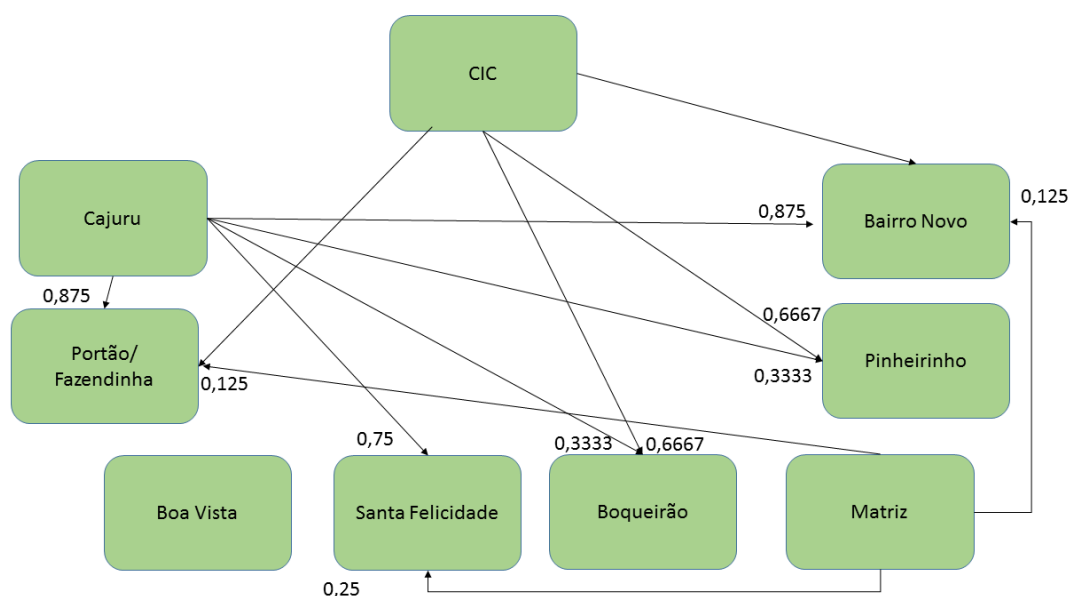 CIC
Cajuru
0,875
Bairro Novo
0,125
0,875
Portão/
Fazendinha
0,125
0,6667
0,3333
Pinheirinho
0,75
0,3333
0,6667
Boa Vista
Santa Felicidade
Boqueirão
Matriz
0,25